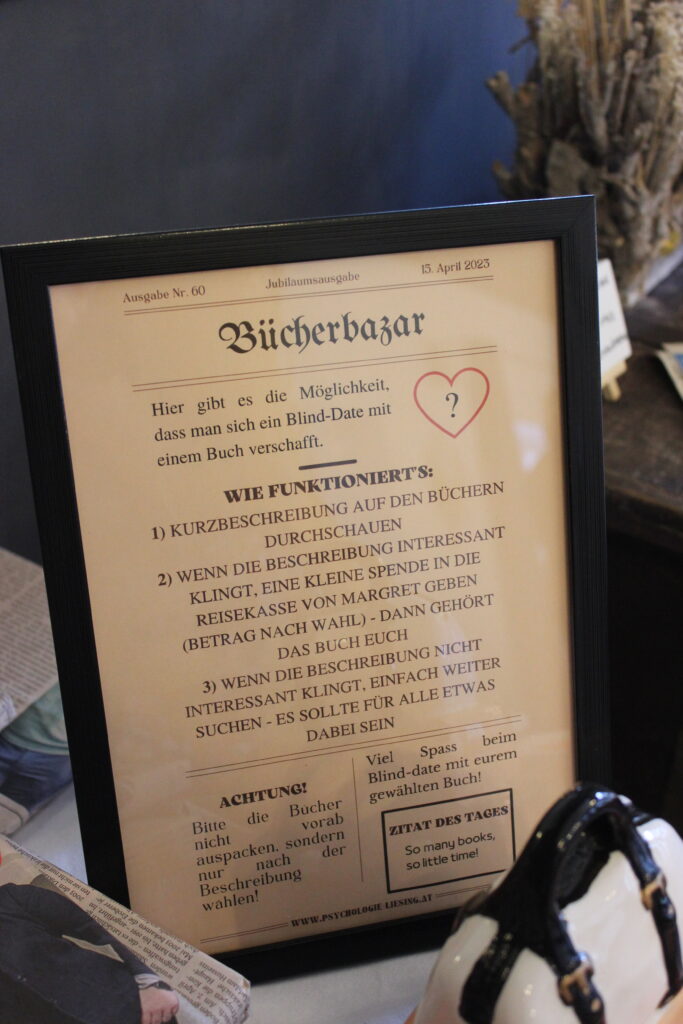 Ausgabe Nr. 60
Jubilaumsausgabe
15. April 2023
Bücherbazar
Hier gibt es die Möglichkeit,
dass man sich ein Blind-Date mit
einem Buch verschafft.
?
WIE FUNKTIONIERT'S:
1) KURZBESCHREIBUNG AUF DEN BÜCHERN
DURCHSCHAUEN
2) WENN DIE BESCHREIBUNG INTERESSANT
KLINGT, EINE KLEINE SPENDE IN DIE
REISEKASSE VON MARGRET GEBEN
(BETRAG NACH WAHL) - DANN GEHÖRT
DAS BUCH EUCH
3) WENN DIE BESCHREIBUNG NICHT
INTERESSANT KLINGT, EINFACH WEITER
SUCHEN - ES SOLLTE FÜR ALLE ETWAS
DABEI SEIN
ACHTUNG!
Bitte die Bucher
nicht vorab
auspacken, sondern
nur nach der
Beschreibung
wählen!
Viel Spass beim
Blind-date mit eurem
gewählten Buch!
ZITAT DES TAGES
So many books,
so little time!
WWW.PSYCHOLOGIE-LIESING.AT